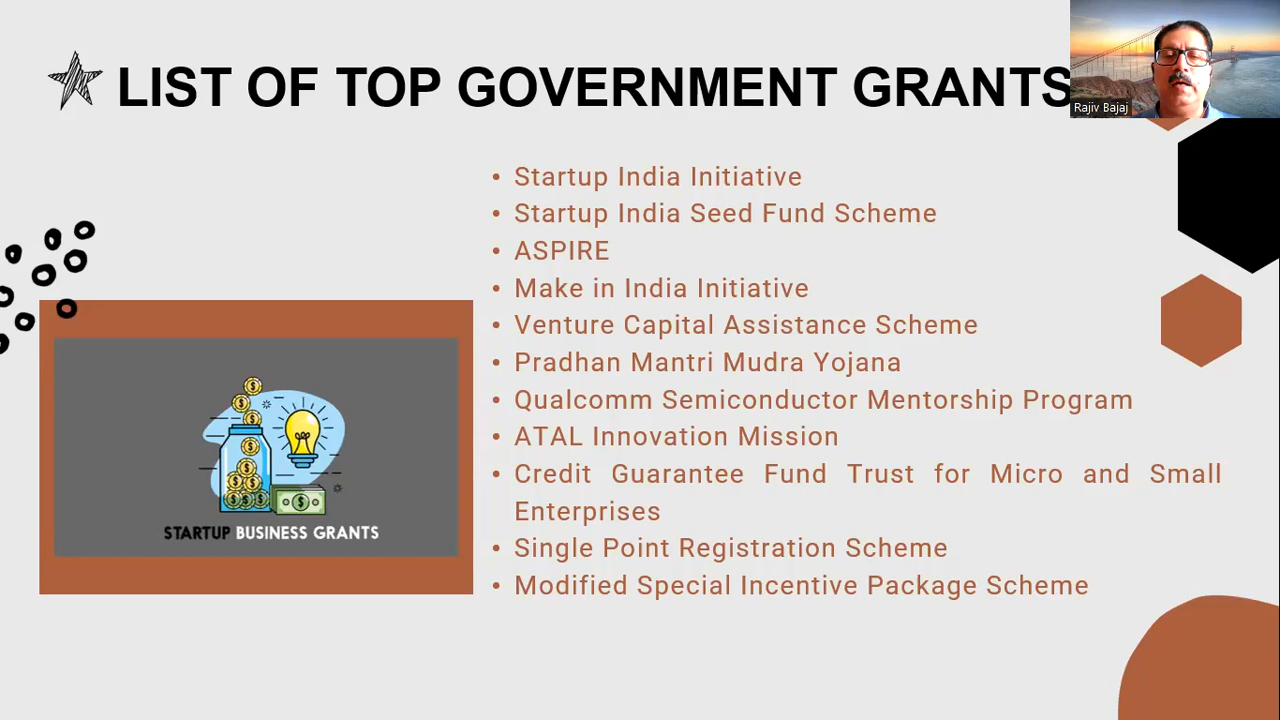 LIST OF TOP GOVERNMENT GRANTS
Rajiv Bajaj
• Startup India Initiative
• Startup India Seed Fund Scheme
• ASPIRE
• Make in India Initiative
• Venture Capital Assistance Scheme
• Pradhan Mantri Mudra Yojana
• Qualcomm Semiconductor Mentorship Program
• ATAL Innovation Mission
• Credit Guarantee Fund Trust for Micro and Small
Enterprises
• Single Point Registration Scheme
• Modified Special Incentive Package Scheme
STARTUP BUSINESS GRANTS